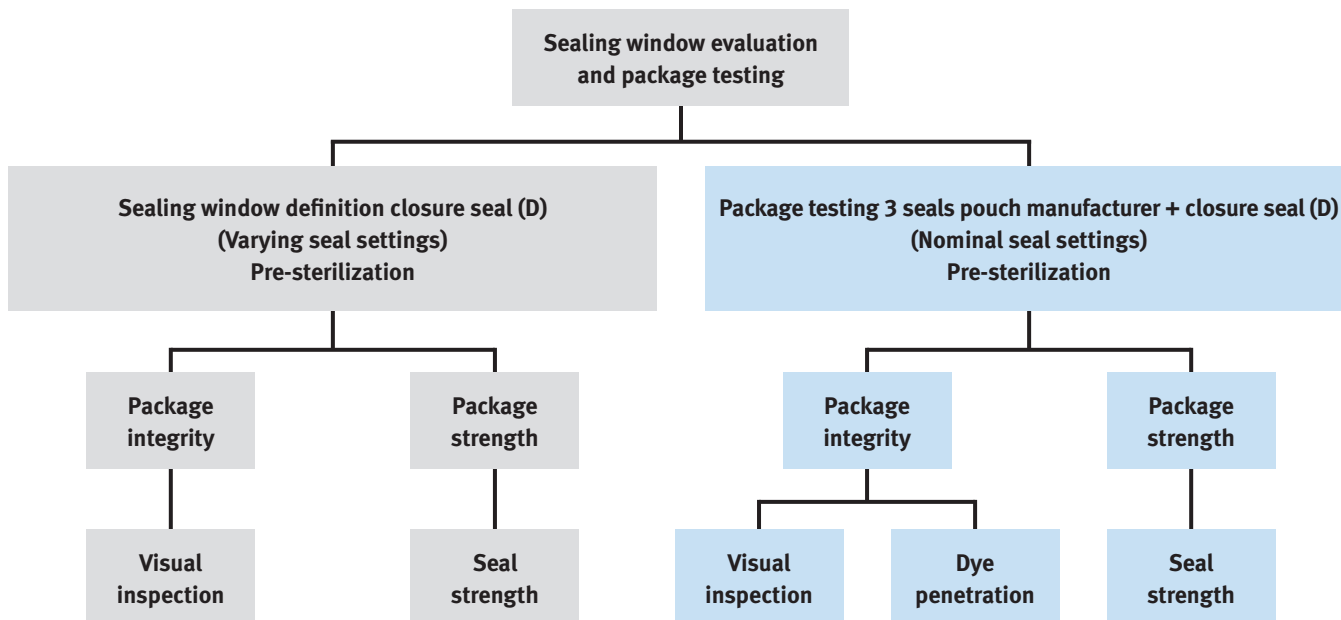 Sealing window evaluation
and package testing
Sealing window definition closure seal (D)
(Varying seal settings)
Pre-sterilization
Package testing 3 seals pouch manufacturer + closure seal (D)
(Nominal seal settings)
Pre-sterilization
Package
integrity
Package
strength
Package
integrity
Package
strength
Visual
inspection
Seal
strength
Visual
inspection
Dye
penetration
Seal
strength